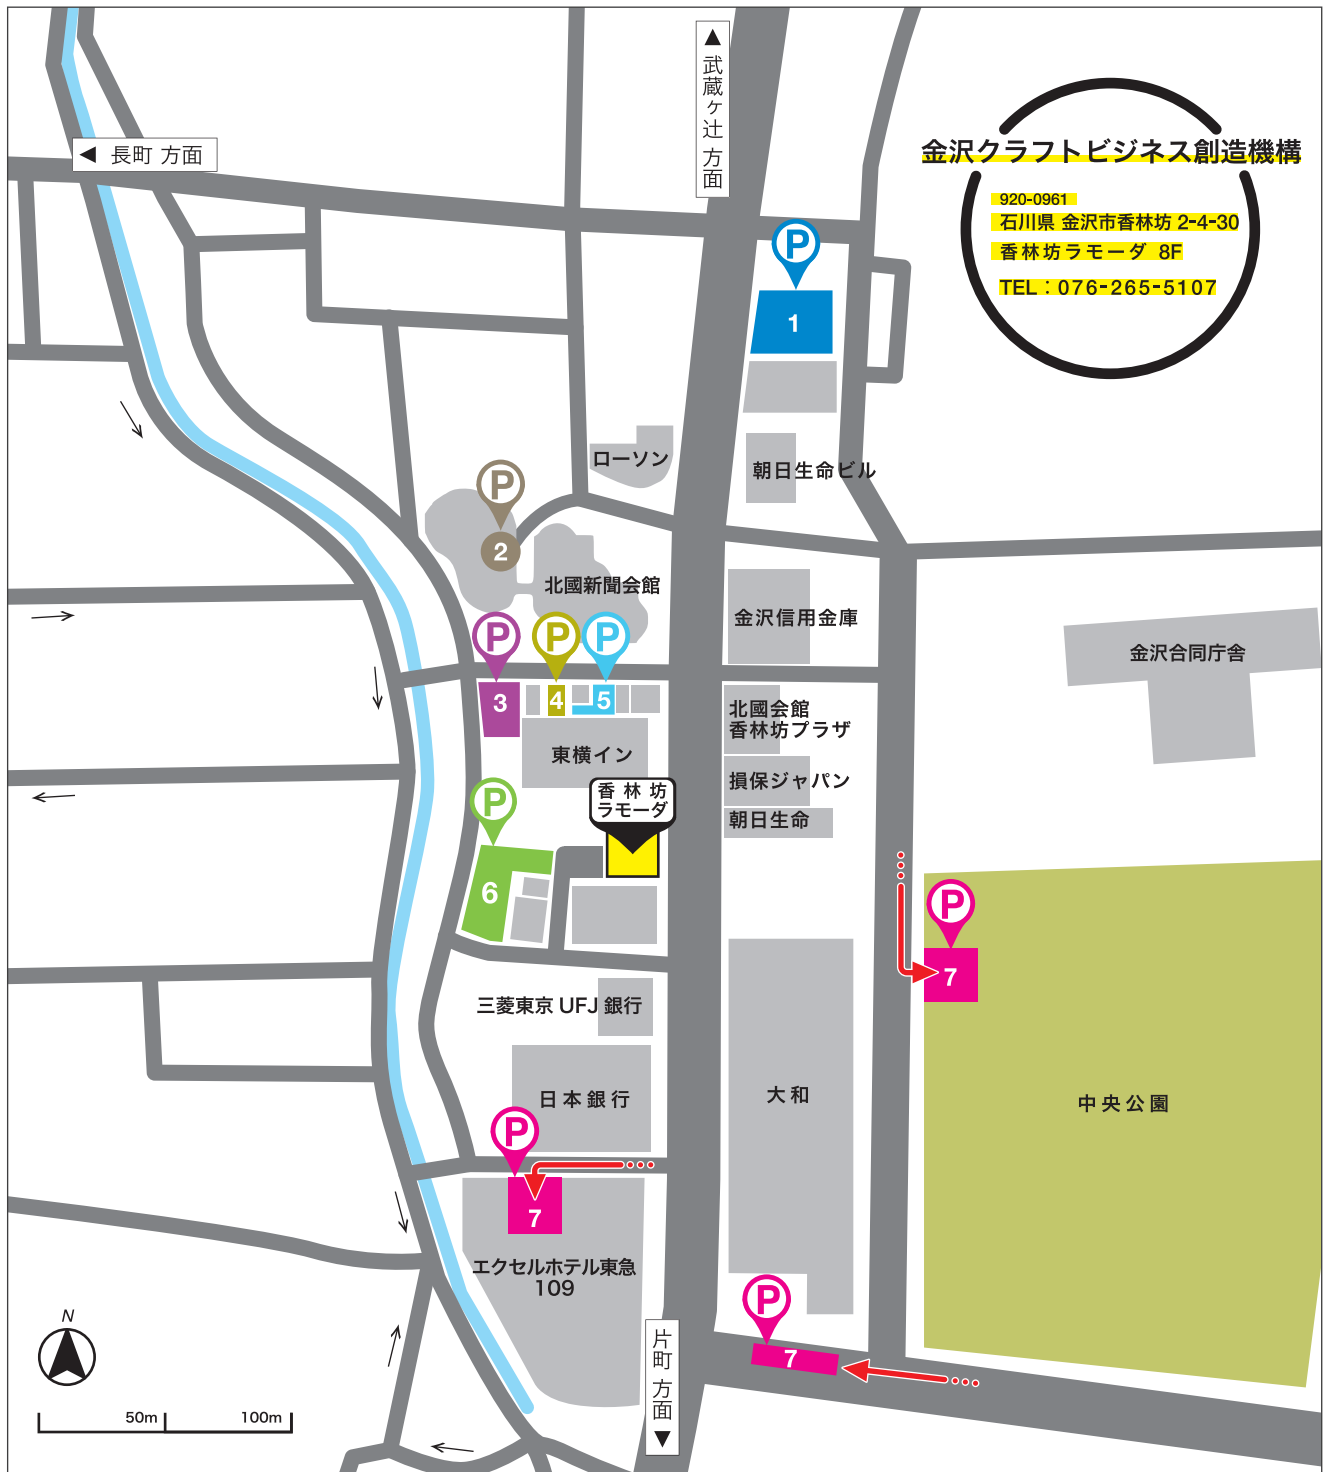 ▲ 武蔵ヶ辻 方面
◀ 長町 方面
金沢クラフトビジネス創造機構
920-0961
石川県 金沢市香林坊 2-4-30
香林坊ラモーダ 8F
TEL：076-265-5107
P
1
ローソン
朝日生命ビル
P
2
北國新聞会館
金沢信用金庫
金沢合同庁舎
P
3
P
4
P
5
北國会館
香林坊プラザ
東横イン
損保ジャパン
朝日生命
香林坊
ラモーダ
P
6
P
7
三菱東京 UFJ 銀行
日本銀行
大和
中央公園
P
7
エクセルホテル東急
109
P
7
片町 方面 ▼
N
50m
100m